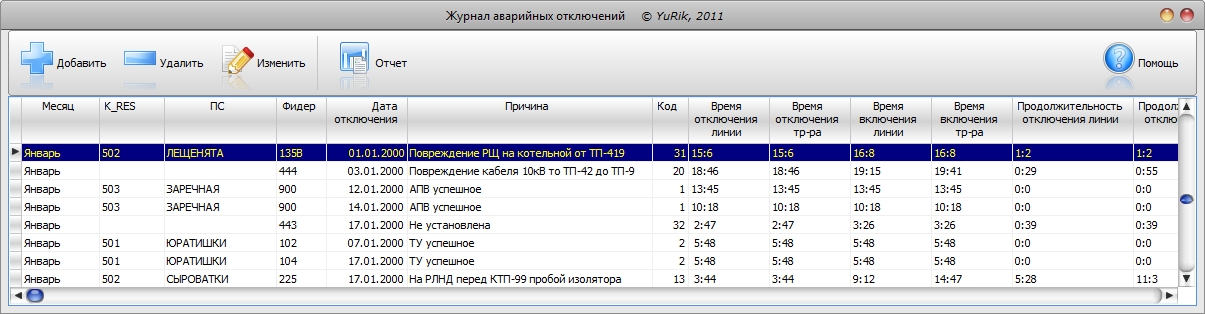 Журнал аварийных отключений © YuRik, 2011
Добавить Удалить Изменить Отчет Помощь
Месяц K_RES ПС Фидер Дата отключения Причина Код Время отключения линии Время отключения тр-ра Время включения линии Время включения тр-ра Продолжительность отключения линии
Январь 502 ЛЕЩЕНЯТА 135В 01.01.2000 Повреждение РЩ на котельной от ТП-419 31 15:6 15:6 16:8 16:8 1:2 1:2
Январь 444 03.01.2000 Повреждение кабеля 10кВ то ТП-42 до ТП-9 20 18:46 18:46 19:15 19:41 0:29 0:55
Январь 503 ЗАРЕЧНАЯ 900 12.01.2000 АПВ успешное 1 13:45 13:45 13:45 13:45 0:0 0:0
Январь 503 ЗАРЕЧНАЯ 900 14.01.2000 АПВ успешное 1 10:18 10:18 10:18 10:18 0:0 0:0
Январь 443 17.01.2000 Не установлена 32 2:47 2:47 3:26 3:26 0:39 0:39
Январь 501 ЮРАТИШКИ 102 07.01.2000 ТУ успешное 2 5:48 5:48 5:48 5:48 0:0 0:0
Январь 501 ЮРАТИШКИ 104 17.01.2000 ТУ успешное 2 5:48 5:48 5:48 5:48 0:0 0:0
Январь 502 СЫРОВАТКИ 225 17.01.2000 На РЛНД перед КТП-99 пробой изолятора 13 3:44 3:44 9:12 14:47 5:28 11:3